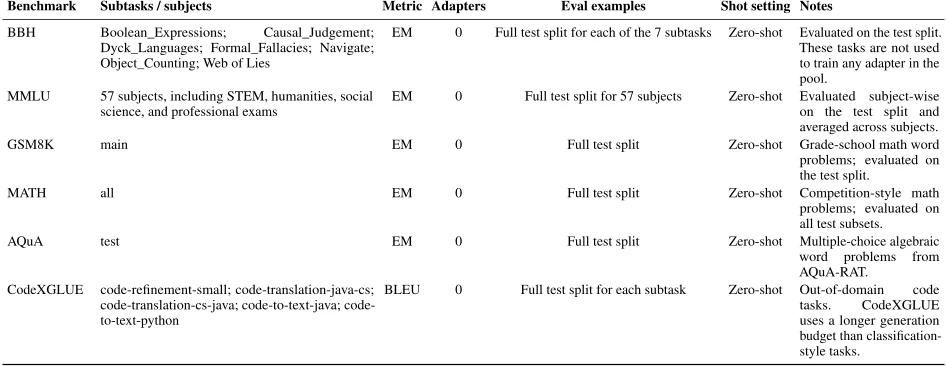 Benchmark Subtasks / subjects Metric Adapters Eval examples Shot setting Notes
BBH Boolean_Expressions; Causal_Judgement; EM 0 Full test split for each of the 7 subtasks Zero-shot Evaluated on the test split.
Dyck_Languages; Formal_Fallacies; Navigate; These tasks are not used
Object_Counting; Web of Lies to train any adapter in the
pool.
MMLU 57 subjects, including STEM, humanities, social EM 0 Full test split for 57 subjects Zero-shot Evaluated subject-wise
science, and professional exams on the test split and
averaged across subjects.
GSM8K main EM 0 Full test split Zero-shot Grade-school math word
problems; evaluated on
the test split.
MATH all EM 0 Full test split Zero-shot Competition-style math
problems; evaluated on
all test subsets.
AQuA test EM 0 Full test split Zero-shot Multiple-choice algebraic
word problems from
AQuA-RAT.
CodeXGLUE code-refinement-small; code-translation-java-cs; BLEU 0 Full test split for each subtask Zero-shot Out-of-domain code
code-translation-cs-java; code-to-text-java; code- tasks. CodeXGLUE
to-text-python uses a longer generation
budget than classification-
style tasks.